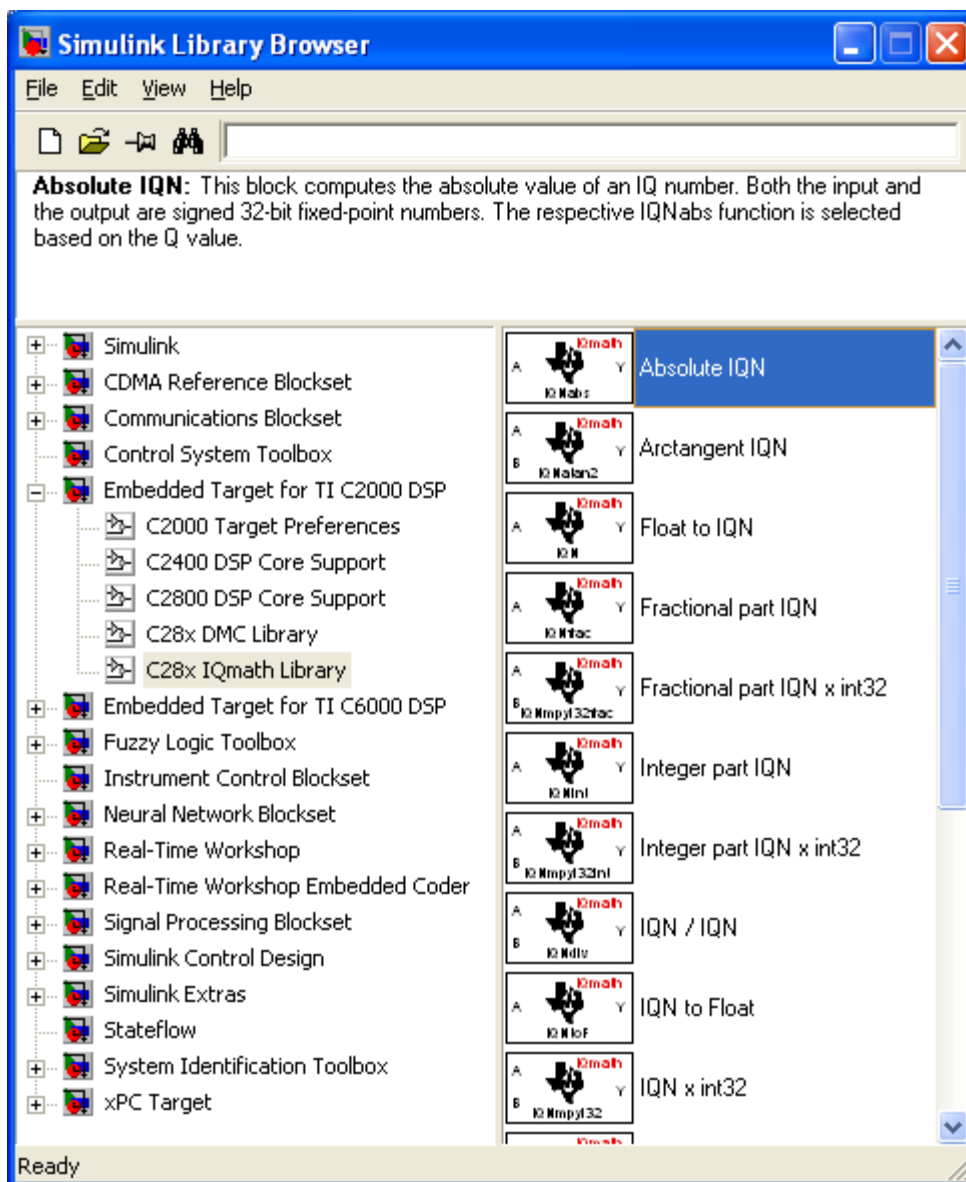 Simulink Library Browser
File Edit View Help
Absolute IQN: This block computes the absolute value of an IQ number. Both the input and
the output are signed 32-bit fixed-point numbers. The respective IQNabs function is selected
based on the Q value.
Simulink
CDMA Reference Blockset
Communications Blockset
Control System Toolbox
Embedded Target for TI C2000 DSP
C2000 Target Preferences
C2400 DSP Core Support
C2800 DSP Core Support
C28x DMC Library
C28x IQmath Library
Embedded Target for TI C6000 DSP
Fuzzy Logic Toolbox
Instrument Control Blockset
Neural Network Blockset
Real-Time Workshop
Real-Time Workshop Embedded Coder
Signal Processing Blockset
Simulink Control Design
Simulink Extras
Stateflow
System Identification Toolbox
xPC Target
IQmath
A Y
IQNabs
Absolute IQN
IQmath
A
B Y
IQNatan2
Arctangent IQN
IQmath
A Y
IQN
Float to IQN
IQmath
A Y
IQNfrac
Fractional part IQN
IQmath
A
B Y
IQNmpyI32frac
Fractional part IQN x int32
IQmath
A Y
IQNint
Integer part IQN
IQmath
A
B Y
IQNmpyI32int
Integer part IQN x int32
IQmath
A
B Y
IQNdiv
IQN / IQN
IQmath
A Y
IQNtoF
IQN to Float
IQmath
A
B Y
IQNmpyI32
IQN x int32
IQmath
Ready